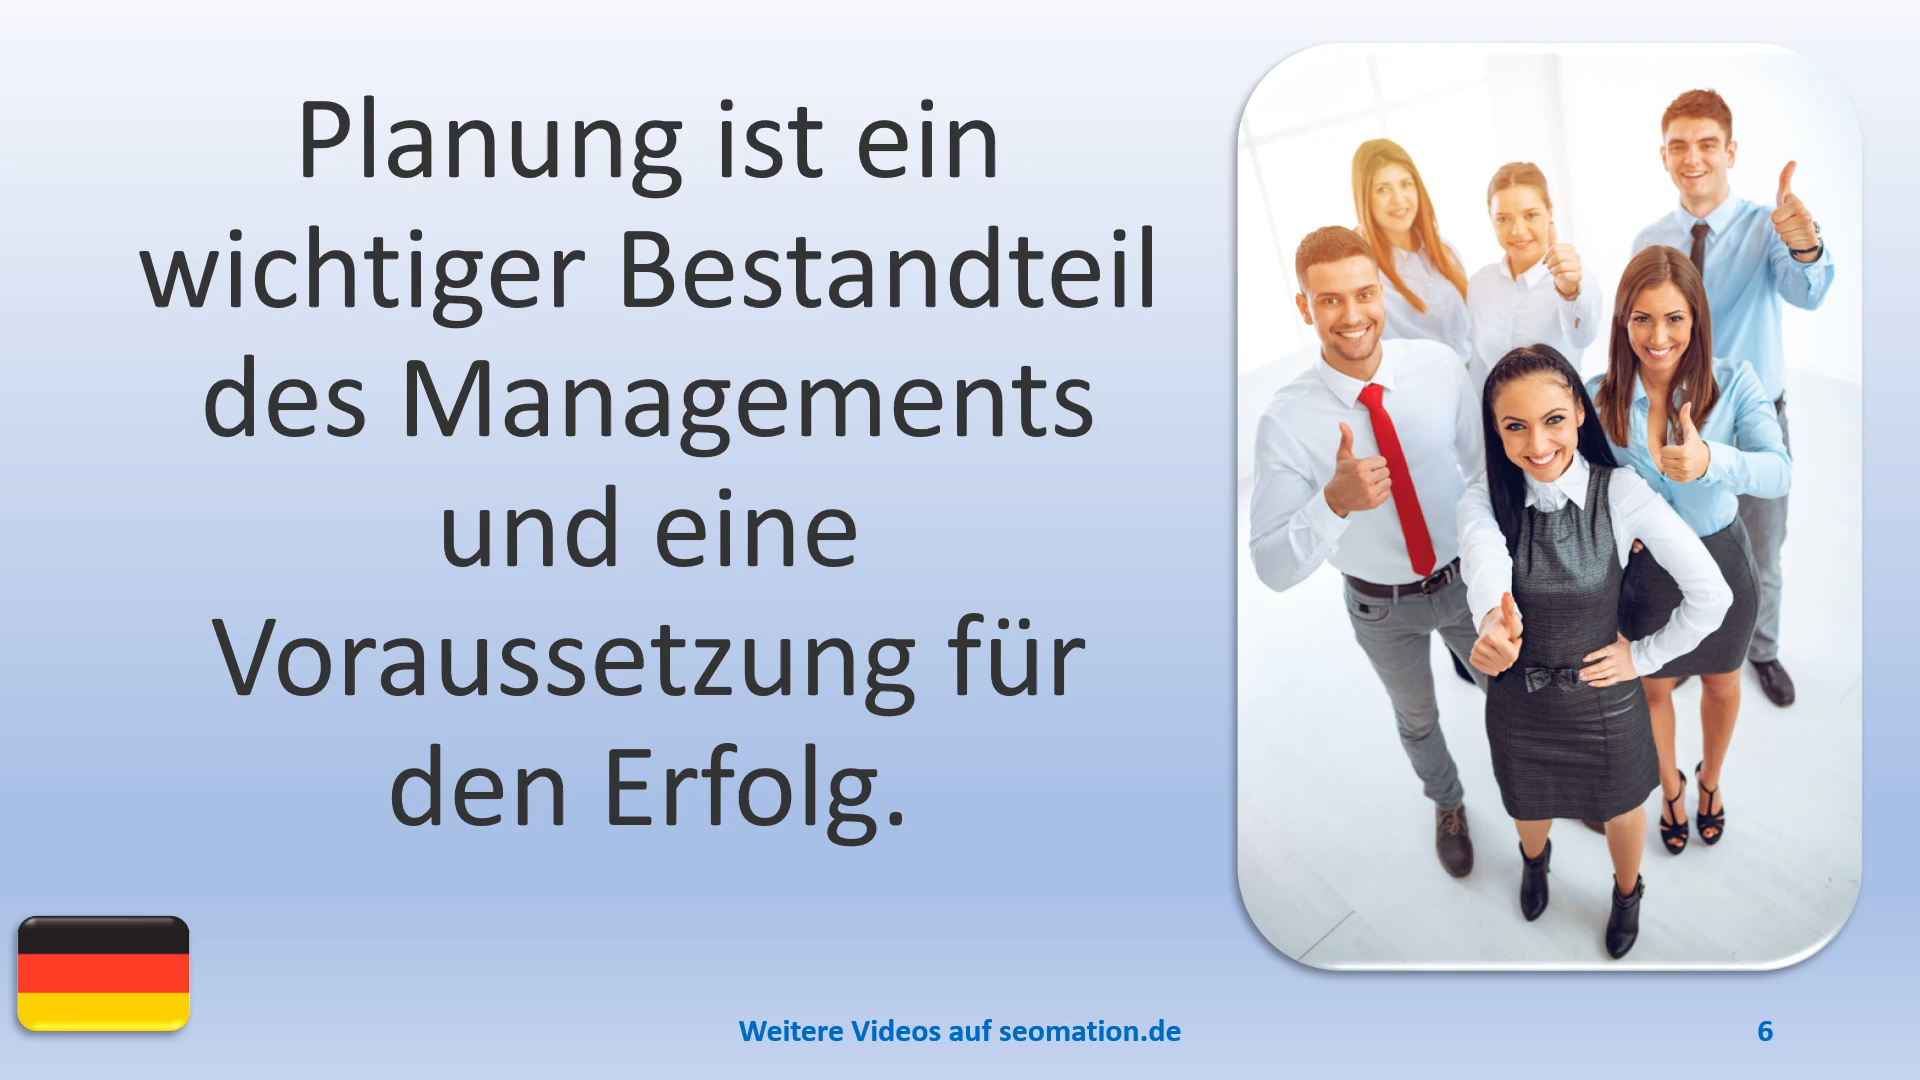 Planung ist ein
wichtiger Bestandteil
des Managements
und eine
Voraussetzung für
den Erfolg.
Weitere Videos auf seomation.de
6